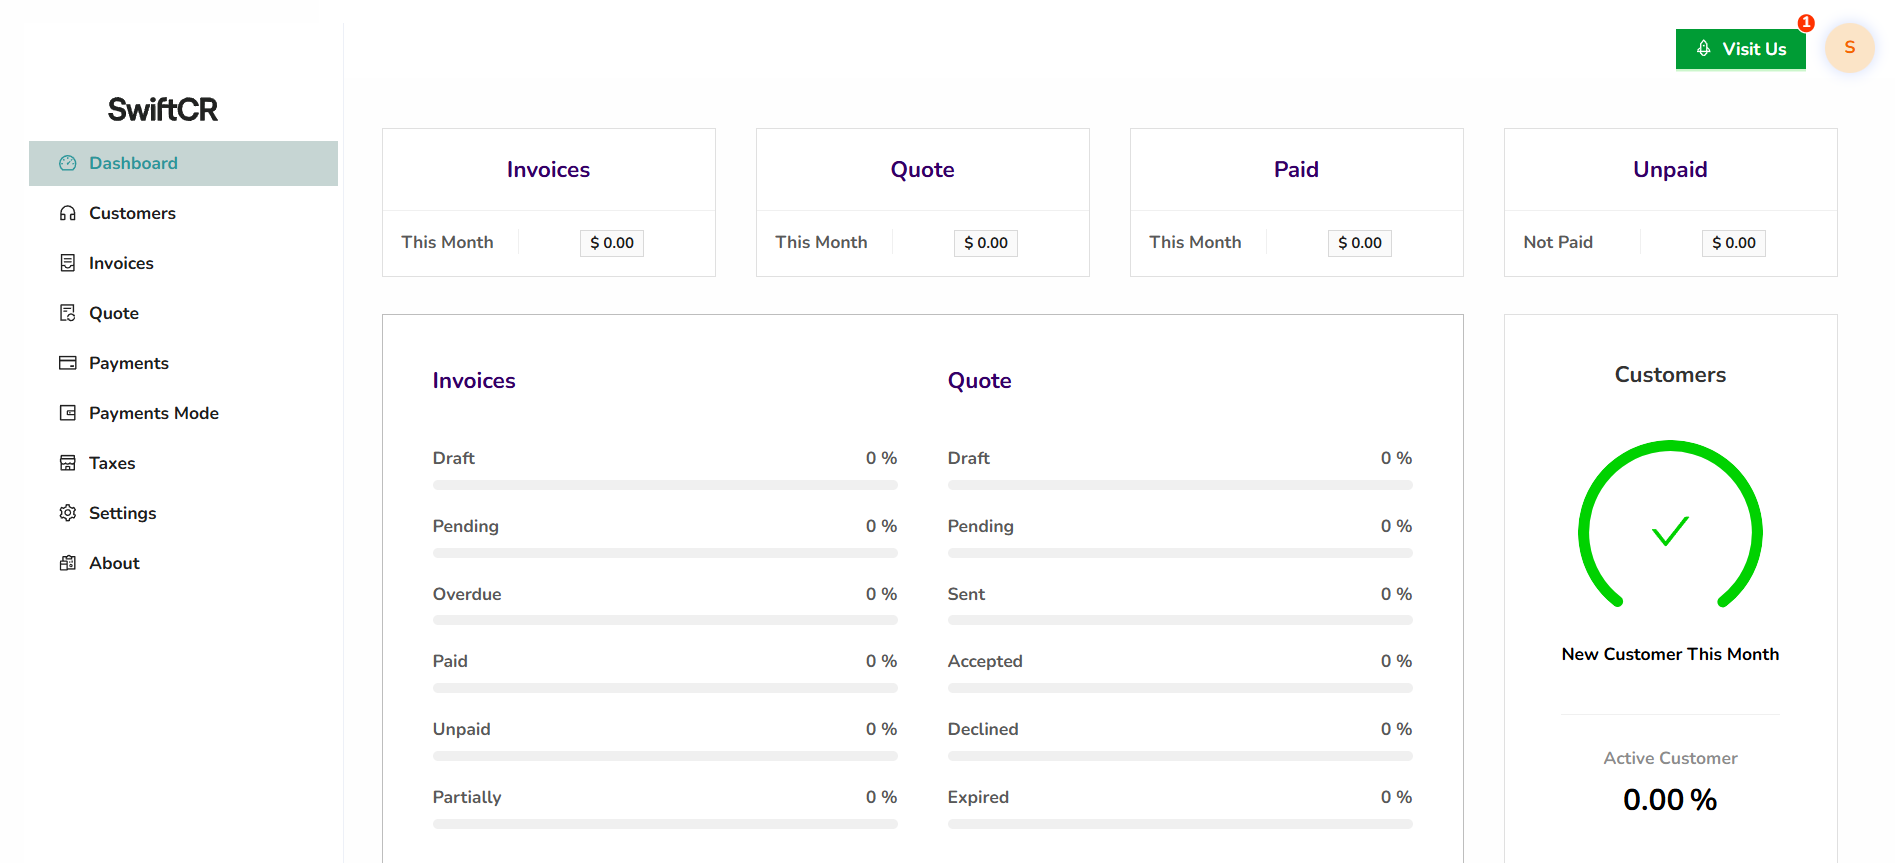 1
Visit Us
S
SwiftCR
Dashboard
Customers
Invoices
Quote
Payments
Payments Mode
Taxes
Settings
About
Invoices
This Month
$ 0.00
Quote
This Month
$ 0.00
Paid
This Month
$ 0.00
Unpaid
Not Paid
$ 0.00
Invoices
Draft 0 %
Pending 0 %
Overdue 0 %
Paid 0 %
Unpaid 0 %
Partially 0 %
Quote
Draft 0 %
Pending 0 %
Sent 0 %
Accepted 0 %
Declined 0 %
Expired 0 %
Customers
New Customer This Month
Active Customer
0.00 %